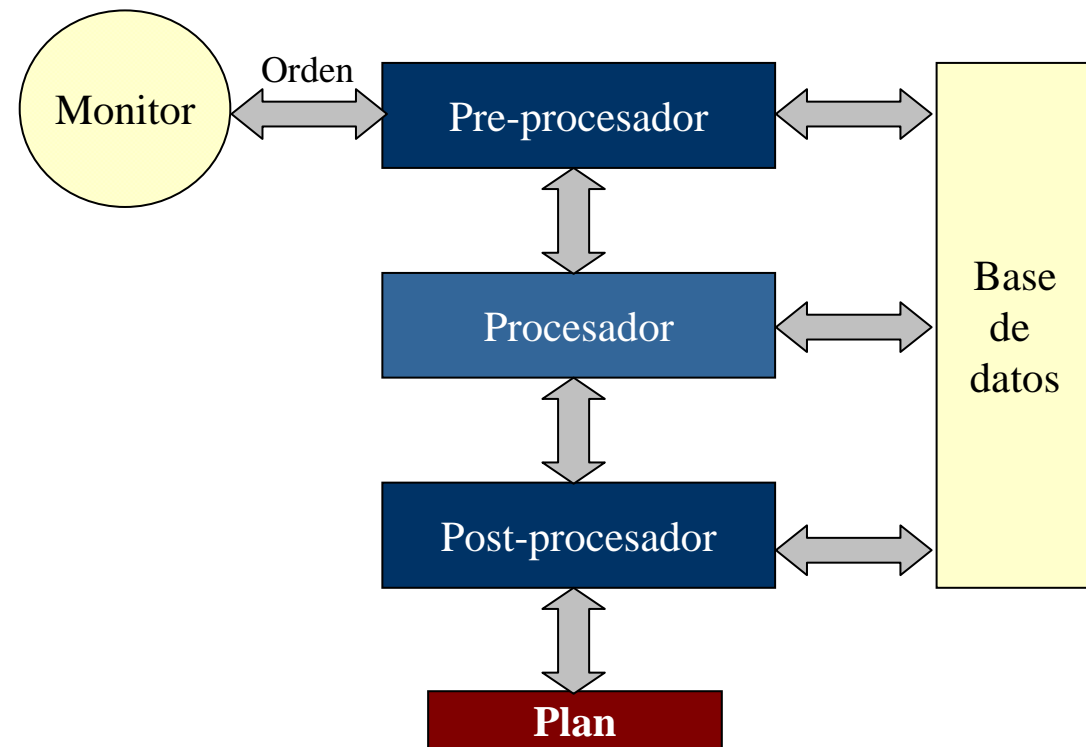 Orden
Monitor
Pre-procesador
Procesador
Base
de
datos
Post-procesador
Plan